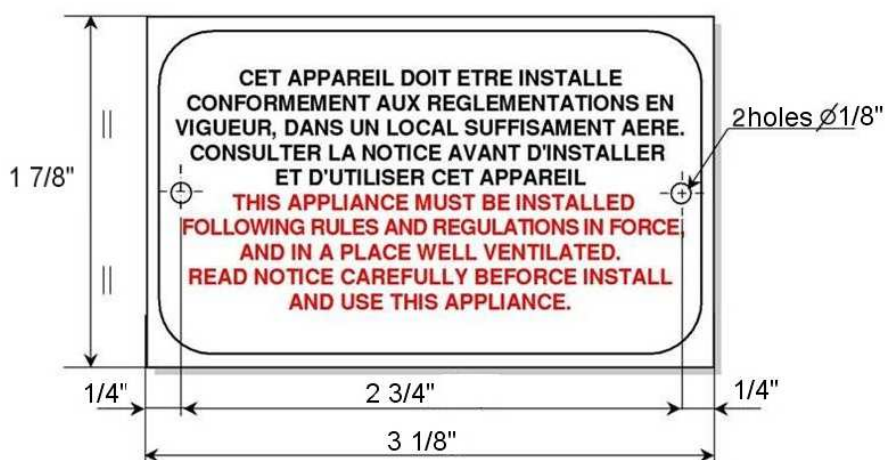 CET APPAREIL DOIT ETRE INSTALLE
CONFORMEMENT AUX REGLEMENTATIONS EN
VIGUEUR, DANS UN LOCAL SUFFISAMENT AERE.
CONSULTER LA NOTICE AVANT D'INSTALLER
ET D'UTILISER CET APPAREIL
THIS APPLIANCE MUST BE INSTALLED
FOLLOWING RULES AND REGULATIONS IN FORCE,
AND IN A PLACE WELL VENTILATED.
READ NOTICE CAREFULLY BEFORCE INSTALL
AND USE THIS APPLIANCE.
2holes Ø1/8"
1 7/8"
1/4"
2 3/4"
1/4"
3 1/8"